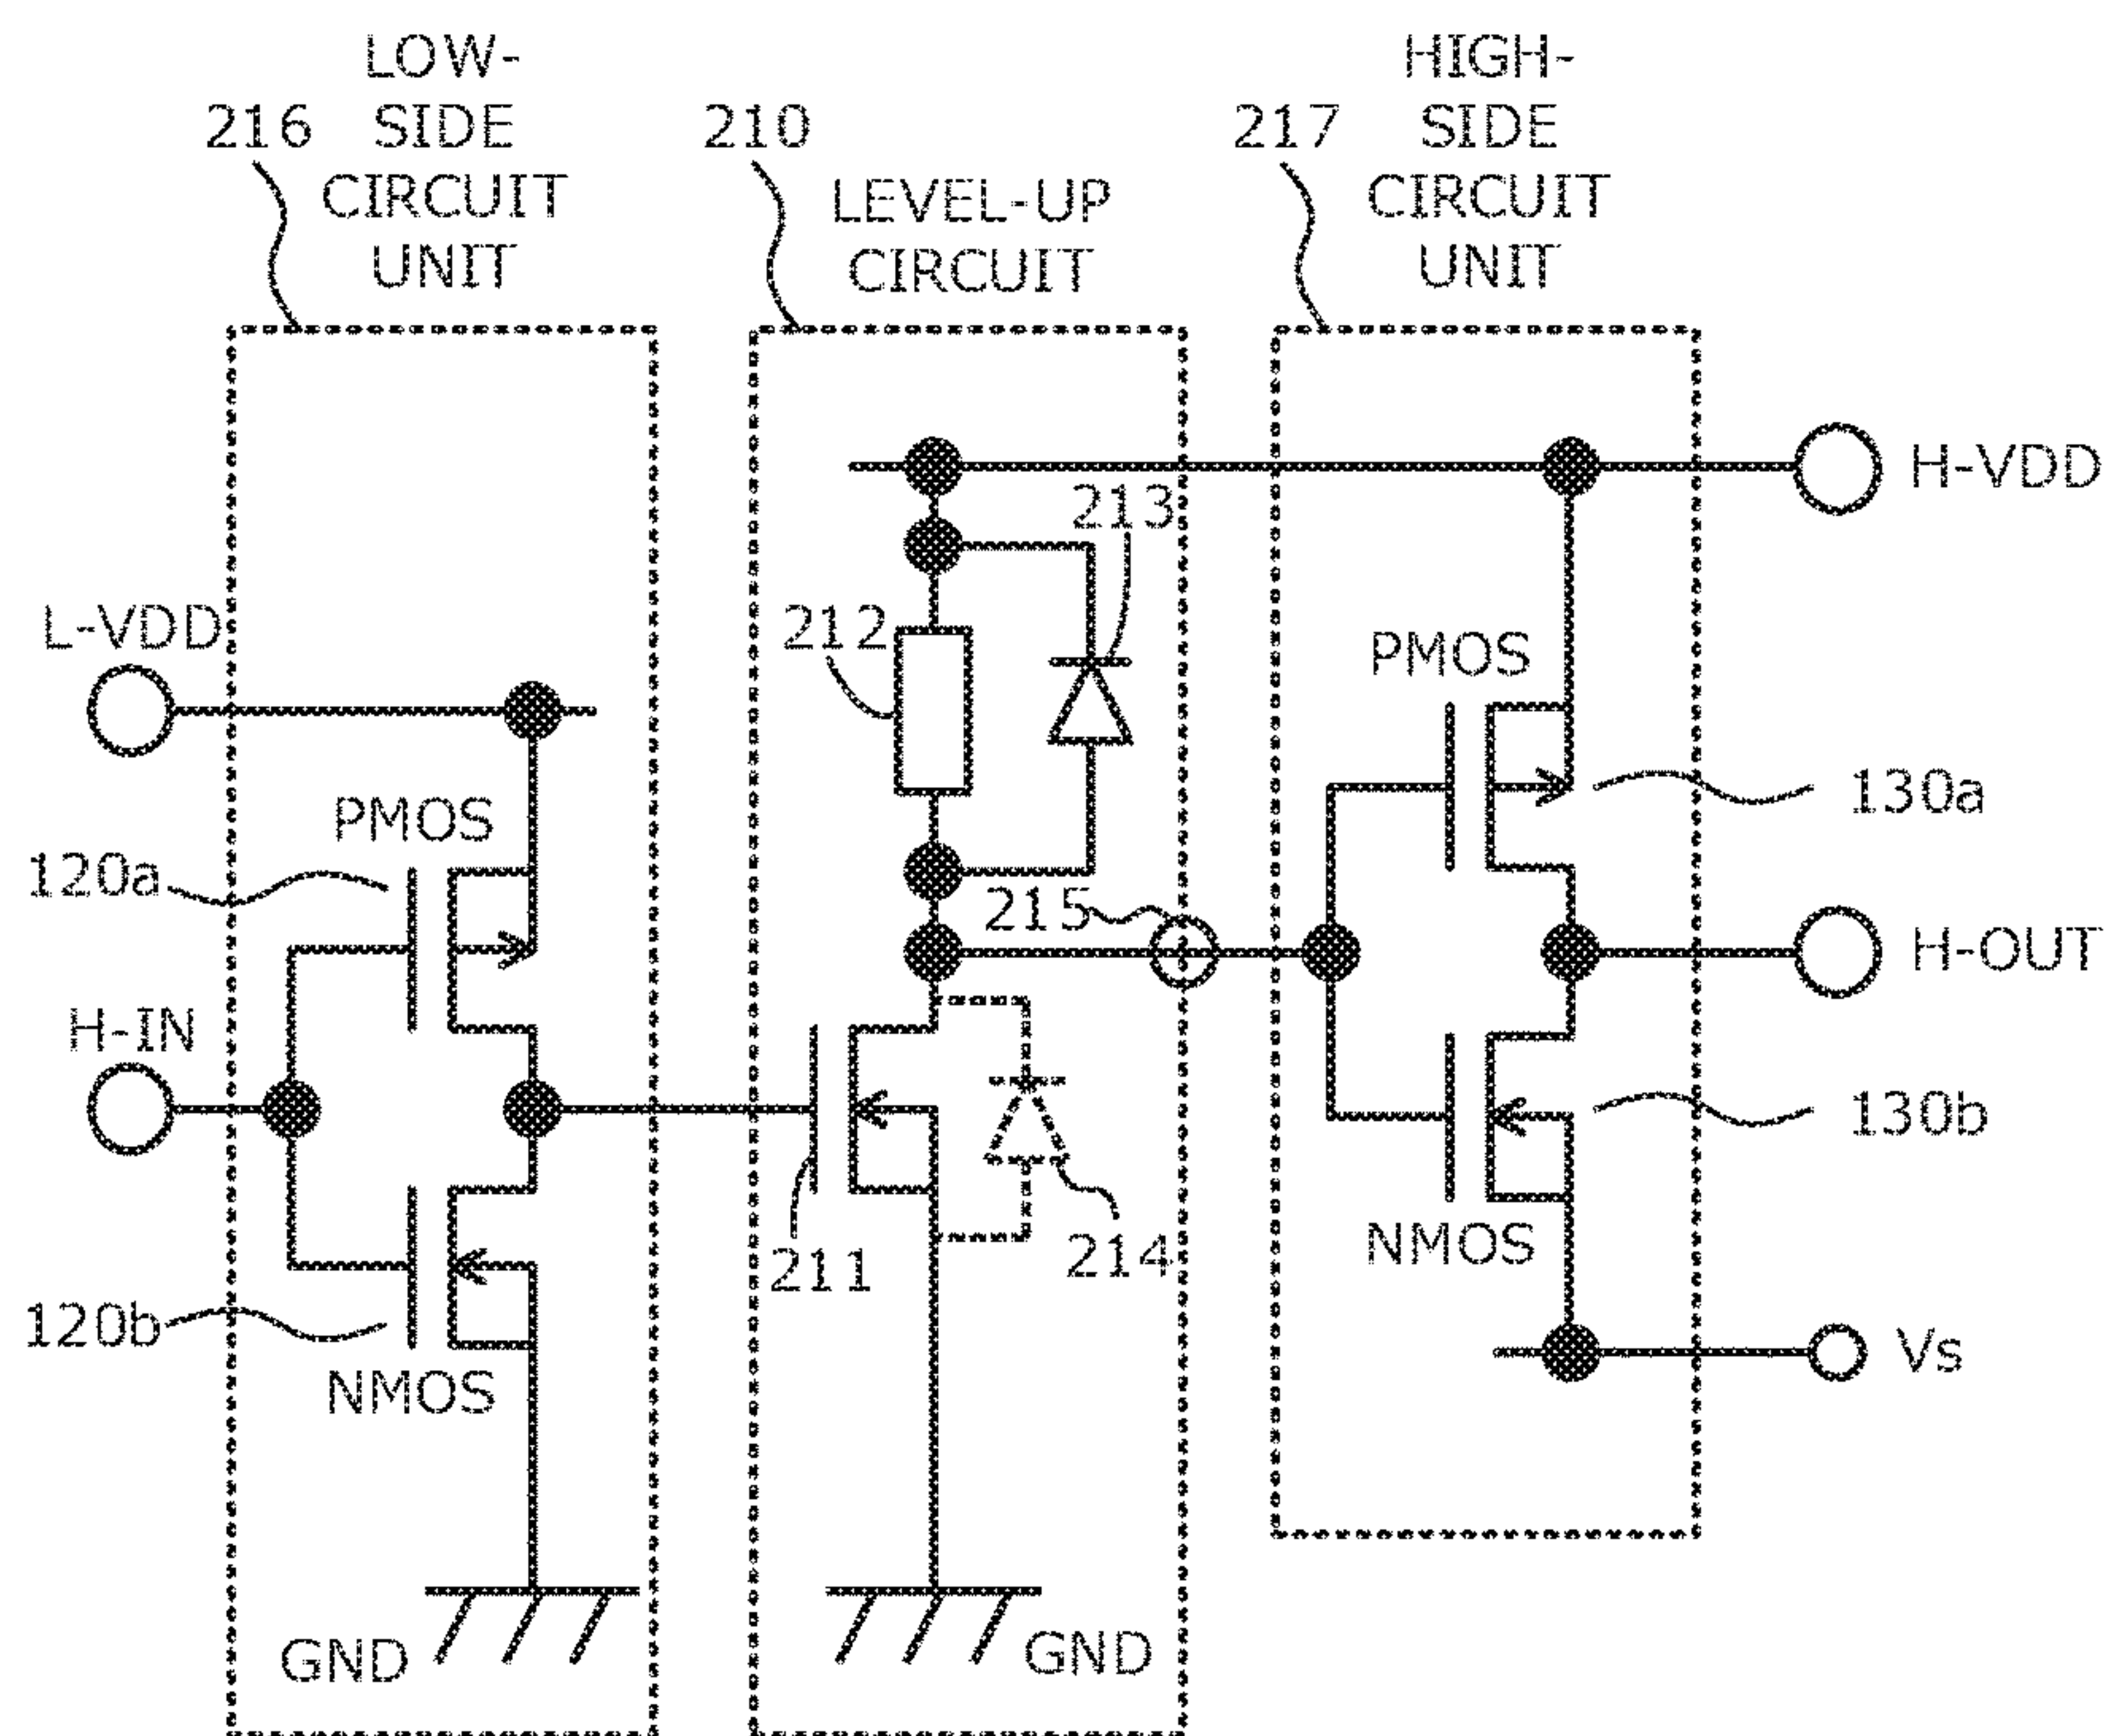 LOW-
SIDE
CIRCUIT
UNIT
216
210
LEVEL-UP
CIRCUIT
HIGH-
SIDE
CIRCUIT
UNIT
217
H-VDD
213
212
L-VDD
PMOS
PMOS
130a
120a
215
H-OUT
H-IN
130b
211
214
NMOS
120b
NMOS
Vs
GND
GND